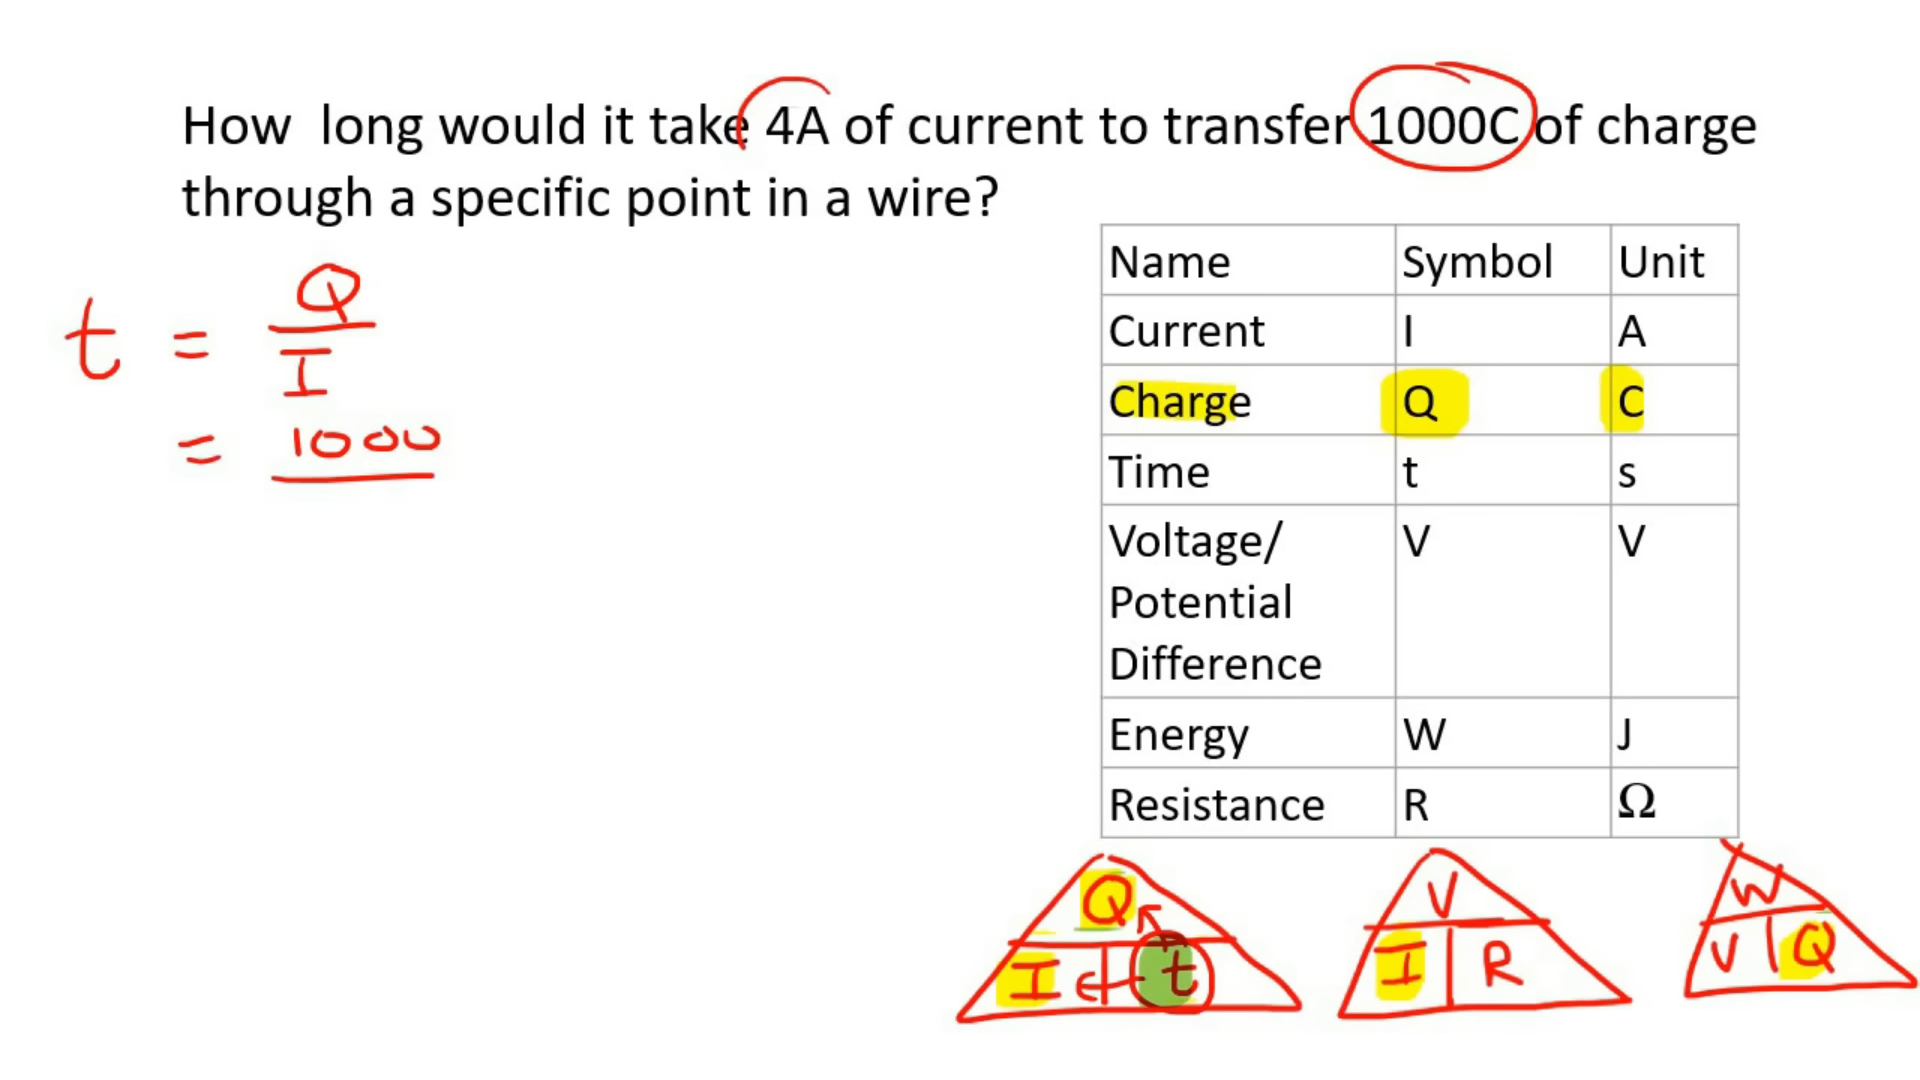 How long would it take 4A of current to transfer 1000C of charge
through a specific point in a wire?
t = Q
I
= 1000
Name Symbol Unit
Current I A
Charge Q C
Time t s
Voltage/ V V
Potential
Difference
Energy W J
Resistance R Ω
Q
I t
V
I R
W
V Q